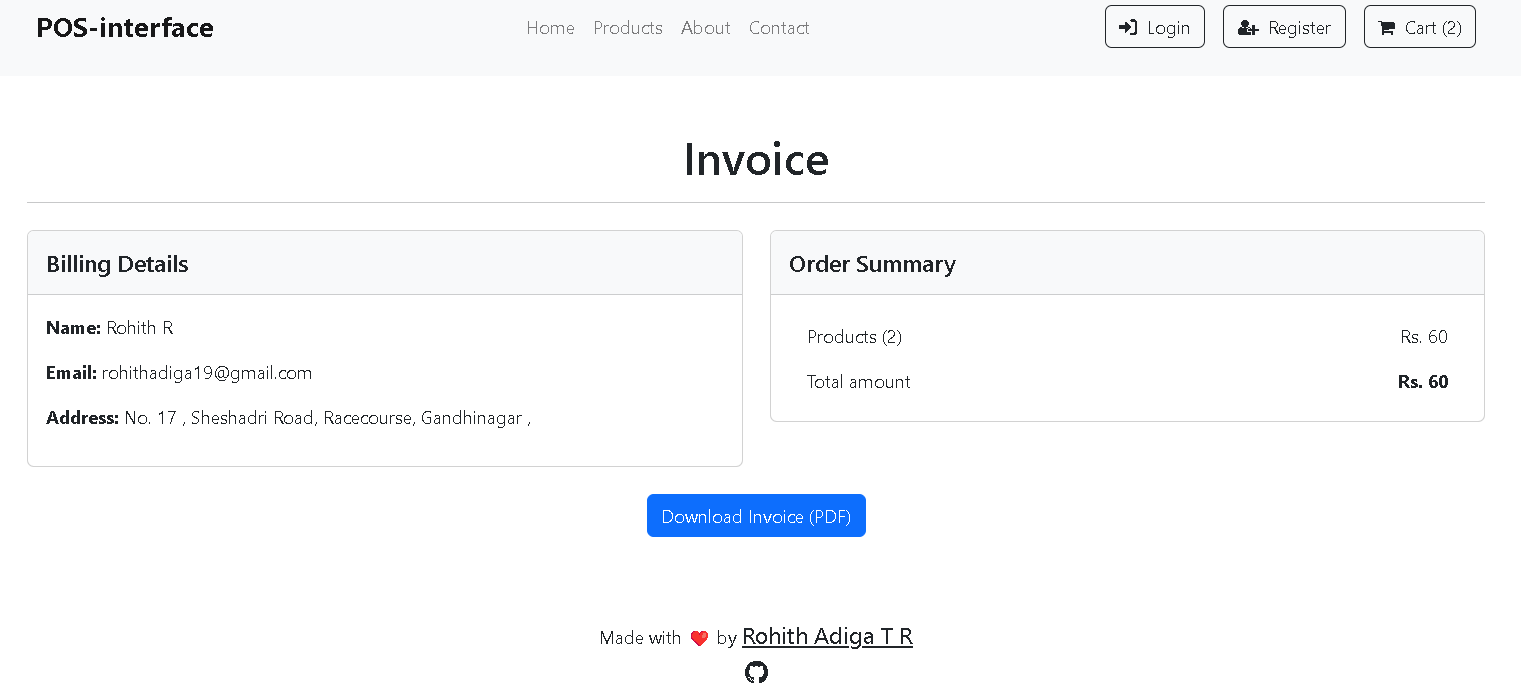 POS-interface
Home Products About Contact
Login Register Cart (2)
Invoice
Billing Details
Name: Rohith R
Email: rohithadiga19@gmail.com
Address: No. 17 , Sheshadri Road, Racecourse, Gandhinagar ,
Order Summary
Products (2) Rs. 60
Total amount Rs. 60
Download Invoice (PDF)
Made with ❤️ by Rohith Adiga T R